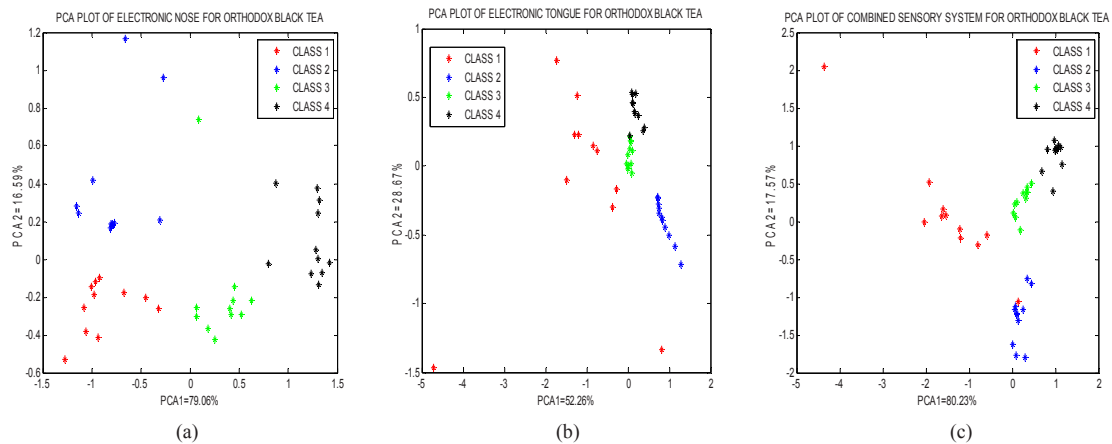 PCA PLOT OF ELECTRONIC NOSE FOR ORTHODOX BLACK TEA
1.2
1
0.8
0.6
0.4
0.2
0
-0.2
-0.4
-0.6
PCA2=16.59%
CLASS 1
CLASS 2
CLASS 3
CLASS 4
-1.5
-1
-0.5
0
0.5
1
1.5
PCA1=79.06%
(a)
PCA PLOT OF ELECTRONIC TONGUE FOR ORTHODOX BLACK TEA
1
0.5
0
-0.5
-1
-1.5
PCA2=28.67%
CLASS 1
CLASS 2
CLASS 3
CLASS 4
-5
-4
-3
-2
-1
0
1
2
PCA1=52.26%
(b)
PCA PLOT OF COMBINED SENSORY SYSTEM FOR ORTHODOX BLACK TEA
2.5
2
1.5
1
0.5
0
-0.5
-1
-1.5
-2
PCA2=17.57%
CLASS 1
CLASS 2
CLASS 3
CLASS 4
-5
-4
-3
-2
-1
0
1
2
PCA1=80.23%
(c)